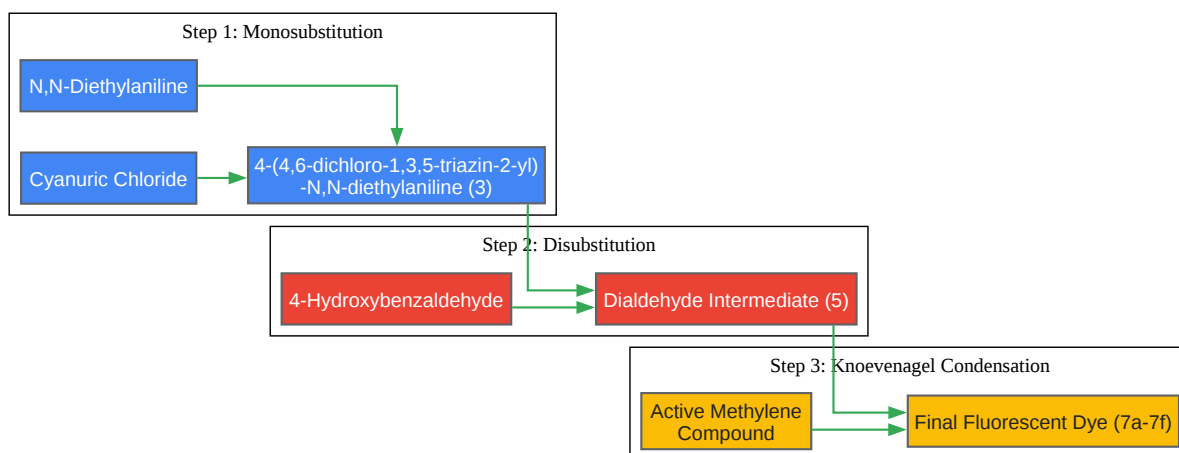 Step 1: Monosubstitution
N,N-Diethylaniline
Cyanuric Chloride
4-(4,6-dichloro-1,3,5-triazin-2-yl)
-N,N-diethylaniline (3)
Step 2: Disubstitution
4-Hydroxybenzaldehyde
Dialdehyde Intermediate (5)
Step 3: Knoevenagel Condensation
Active Methylene
Compound
Final Fluorescent Dye (7a-7f)